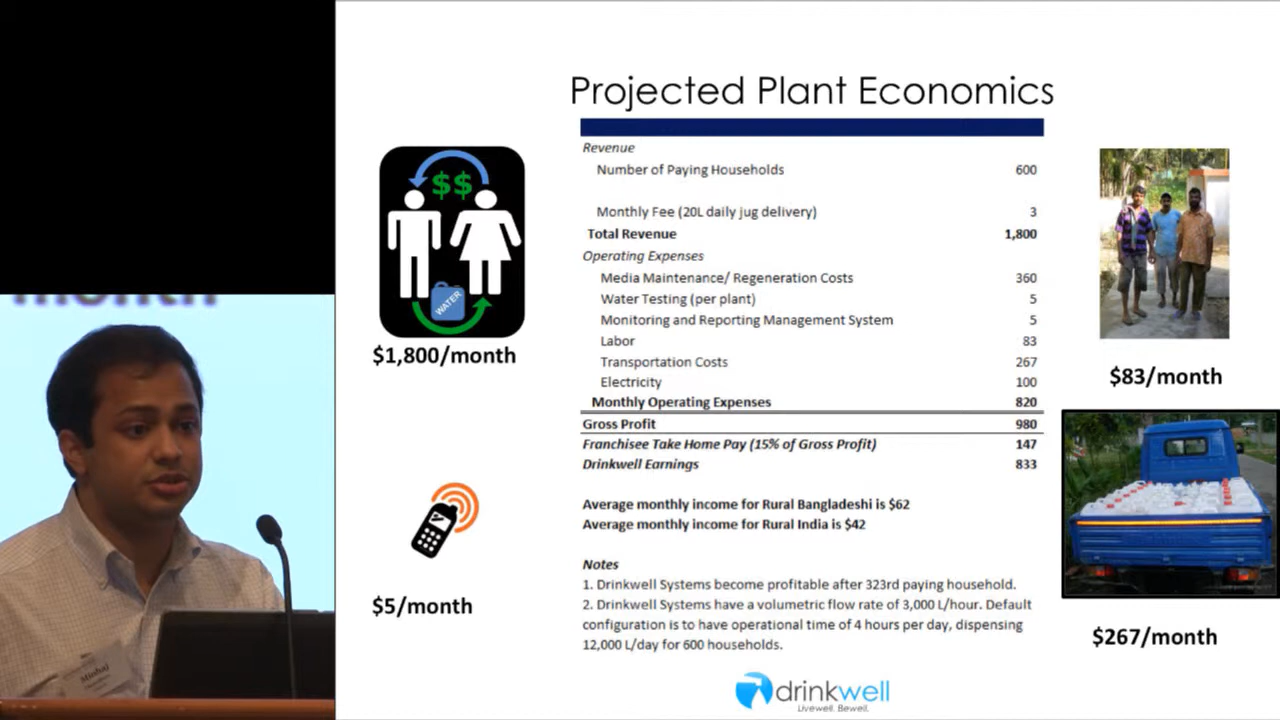 month
Minhaj
Projected Plant Economics
Revenue
Number of Paying Households 600
Monthly Fee (20L daily jug delivery) 3
Total Revenue 1,800
Operating Expenses
Media Maintenance/ Regeneration Costs 360
Water Testing (per plant) 5
Monitoring and Reporting Management System 5
Labor 83
Transportation Costs 267
Electricity 100
Monthly Operating Expenses 820
Gross Profit 980
Franchisee Take Home Pay (15% of Gross Profit) 147
Drinkwell Earnings 833
Average monthly income for Rural Bangladeshi is $62
Average monthly income for Rural India is $42
Notes
1. Drinkwell Systems become profitable after 323rd paying household.
2. Drinkwell Systems have a volumetric flow rate of 3,000 L/hour. Default
configuration is to have operational time of 4 hours per day, dispensing
12,000 L/day for 600 households.
$$
WATER
$1,800/month
$5/month
$83/month
$267/month
drinkwell
Livewell. Bewell.